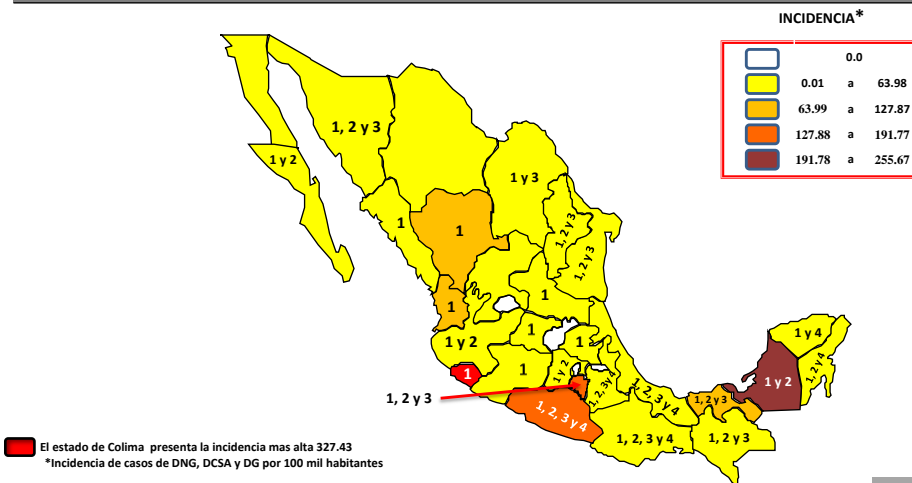 INCIDENCIA*
0.0
0.01 a 63.98
63.99 a 127.87
127.88 a 191.77
191.78 a 255.67
1, 2 y 3
1 y 2
1 y 3
1
1
1, 2 y 3
1, 2 y 3
1
1
1 y 2
1
1
1
1
1 y 2
1, 2, 3 y 4
1, 2, 3 y 4
1, 2 y 3
1, 2, 3 y 4
1, 2, 3 y 4
1, 2 y 3
1, 2 y 3
1 y 2
1 y 4
1, 2 y 4
El estado de Colima presenta la incidencia mas alta 327.43
*Incidencia de casos de DNG, DCSA y DG por 100 mil habitantes